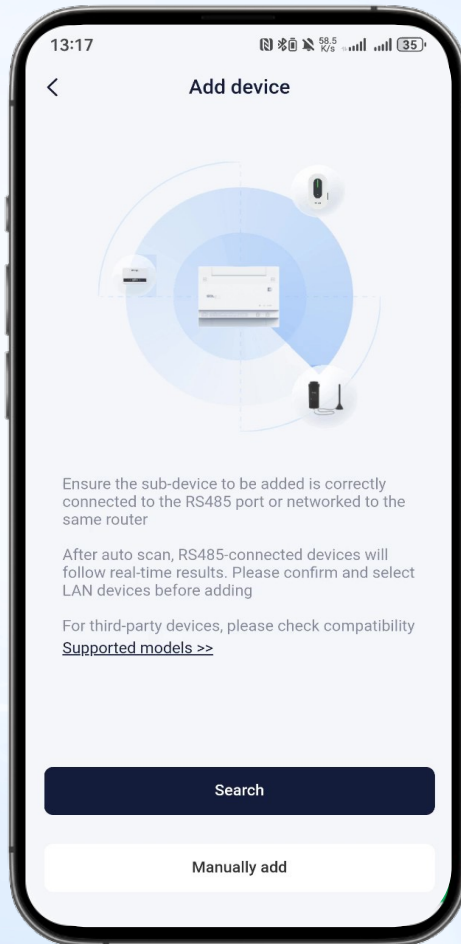 13:17
58.5 K/s 35
Add device
Ensure the sub-device to be added is correctly
connected to the RS485 port or networked to the
same router
After auto scan, RS485-connected devices will
follow real-time results. Please confirm and select
LAN devices before adding
For third-party devices, please check compatibility
Supported models >>
Search
Manually add